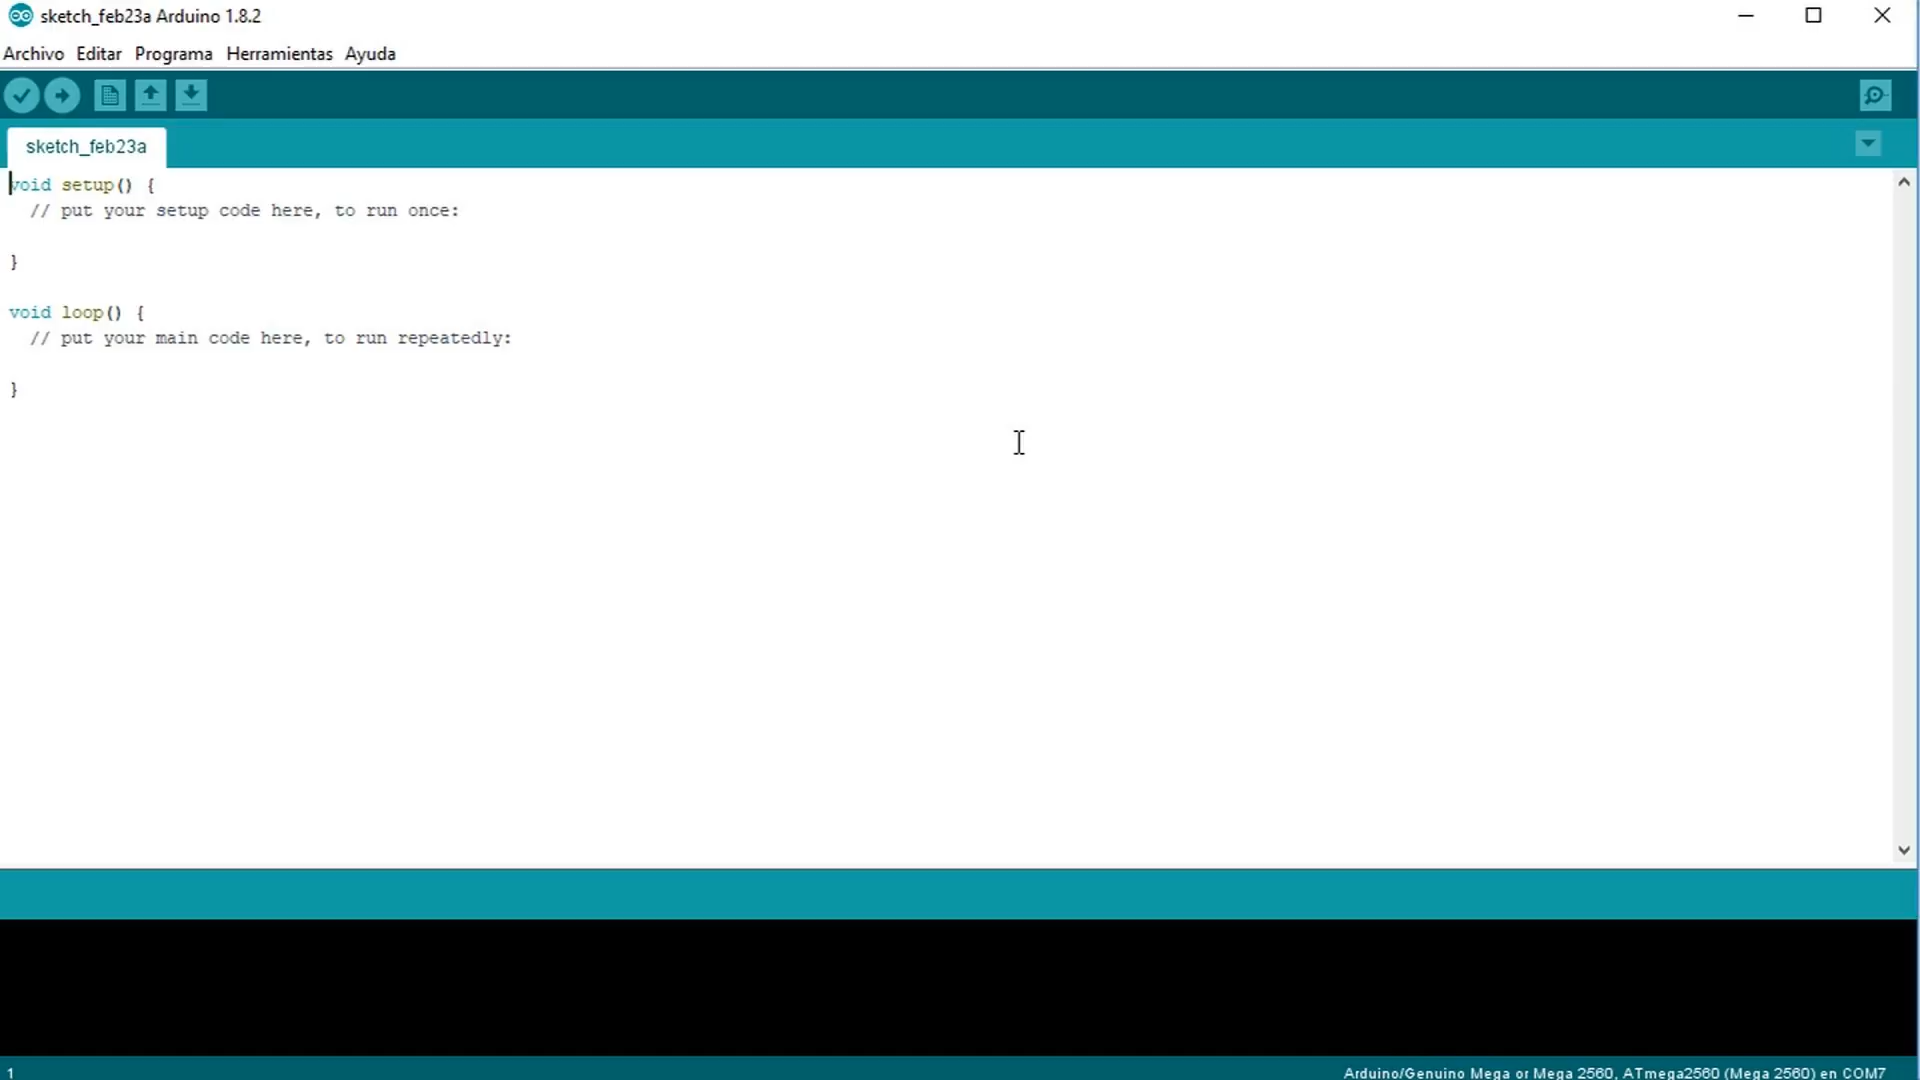 sketch_feb23a Arduino 1.8.2
Archivo Editar Programa Herramientas Ayuda
sketch_feb23a
void setup() {
  // put your setup code here, to run once:
}
void loop() {
  // put your main code here, to run repeatedly:
}
1
Arduino/Genuino Mega or Mega 2560, ATmega2560 (Mega 2560) en COM7